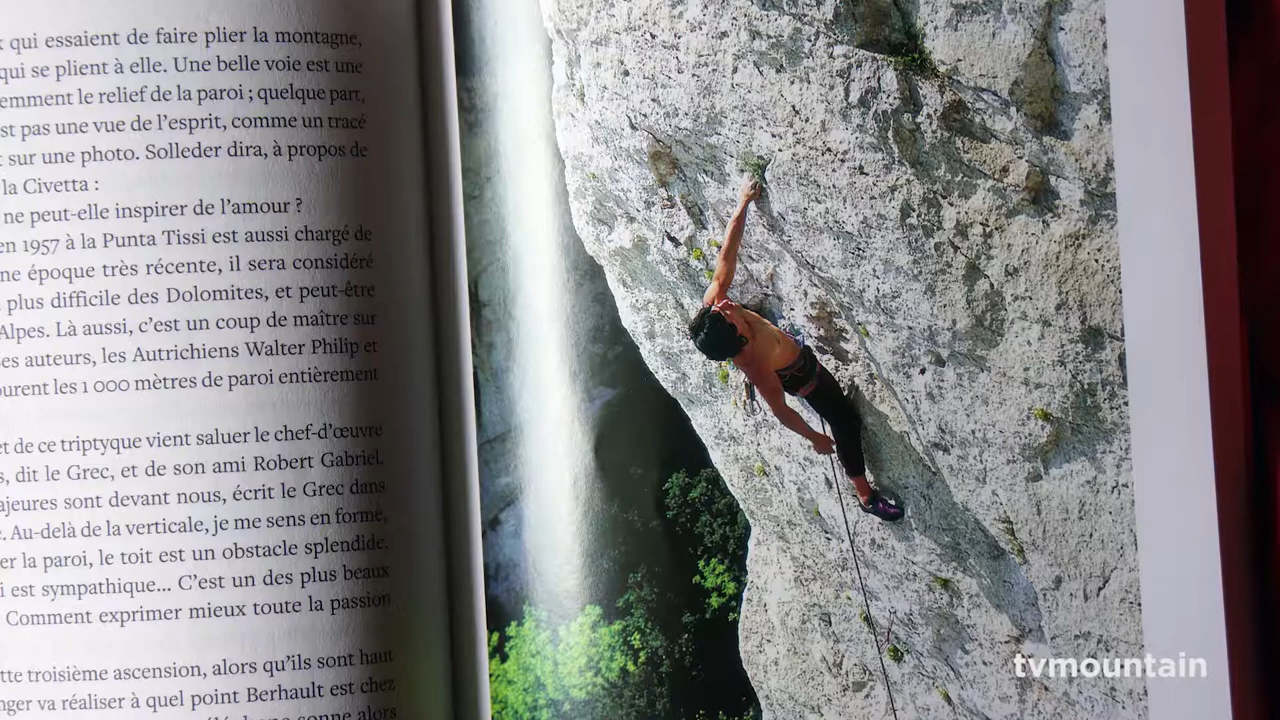 qui essaient de faire plier la montagne,
qui se plient à elle. Une belle voie est une
emment le relief de la paroi ; quelque part,
st pas une vue de l'esprit, comme un tracé
sur une photo. Solleder dira, à propos de
la Civetta :
ne peut-elle inspirer de l'amour ?
en 1957 à la Punta Tissi est aussi chargé de
ne époque très récente, il sera considéré
plus difficile des Dolomites, et peut-être
Alpes. Là aussi, c'est un coup de maître sur
es auteurs, les Autrichiens Walter Philip et
ourent les 1 000 mètres de paroi entièrement
et de ce triptyque vient saluer le chef-d'œuvre
s, dit le Grec, et de son ami Robert Gabriel.
ajeures sont devant nous, écrit le Grec dans
. Au-delà de la verticale, je me sens en forme,
er la paroi, le toit est un obstacle splendide.
i est sympathique... C'est un des plus beaux
Comment exprimer mieux toute la passion
tte troisième ascension, alors qu'ils sont haut
nger va réaliser à quel point Berhault est chez
sonne alors
tvmountain